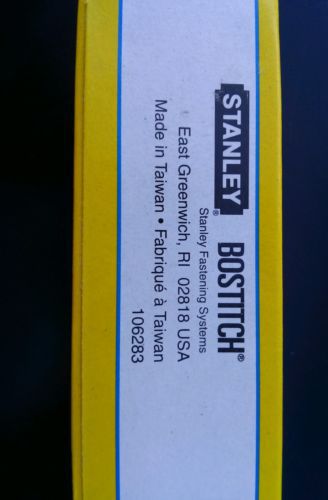 STANLEY® BOSTITCH®
Stanley Fastening Systems
East Greenwich, RI 02818 USA
Made in Taiwan • Fabriqué à Taiwan
106283